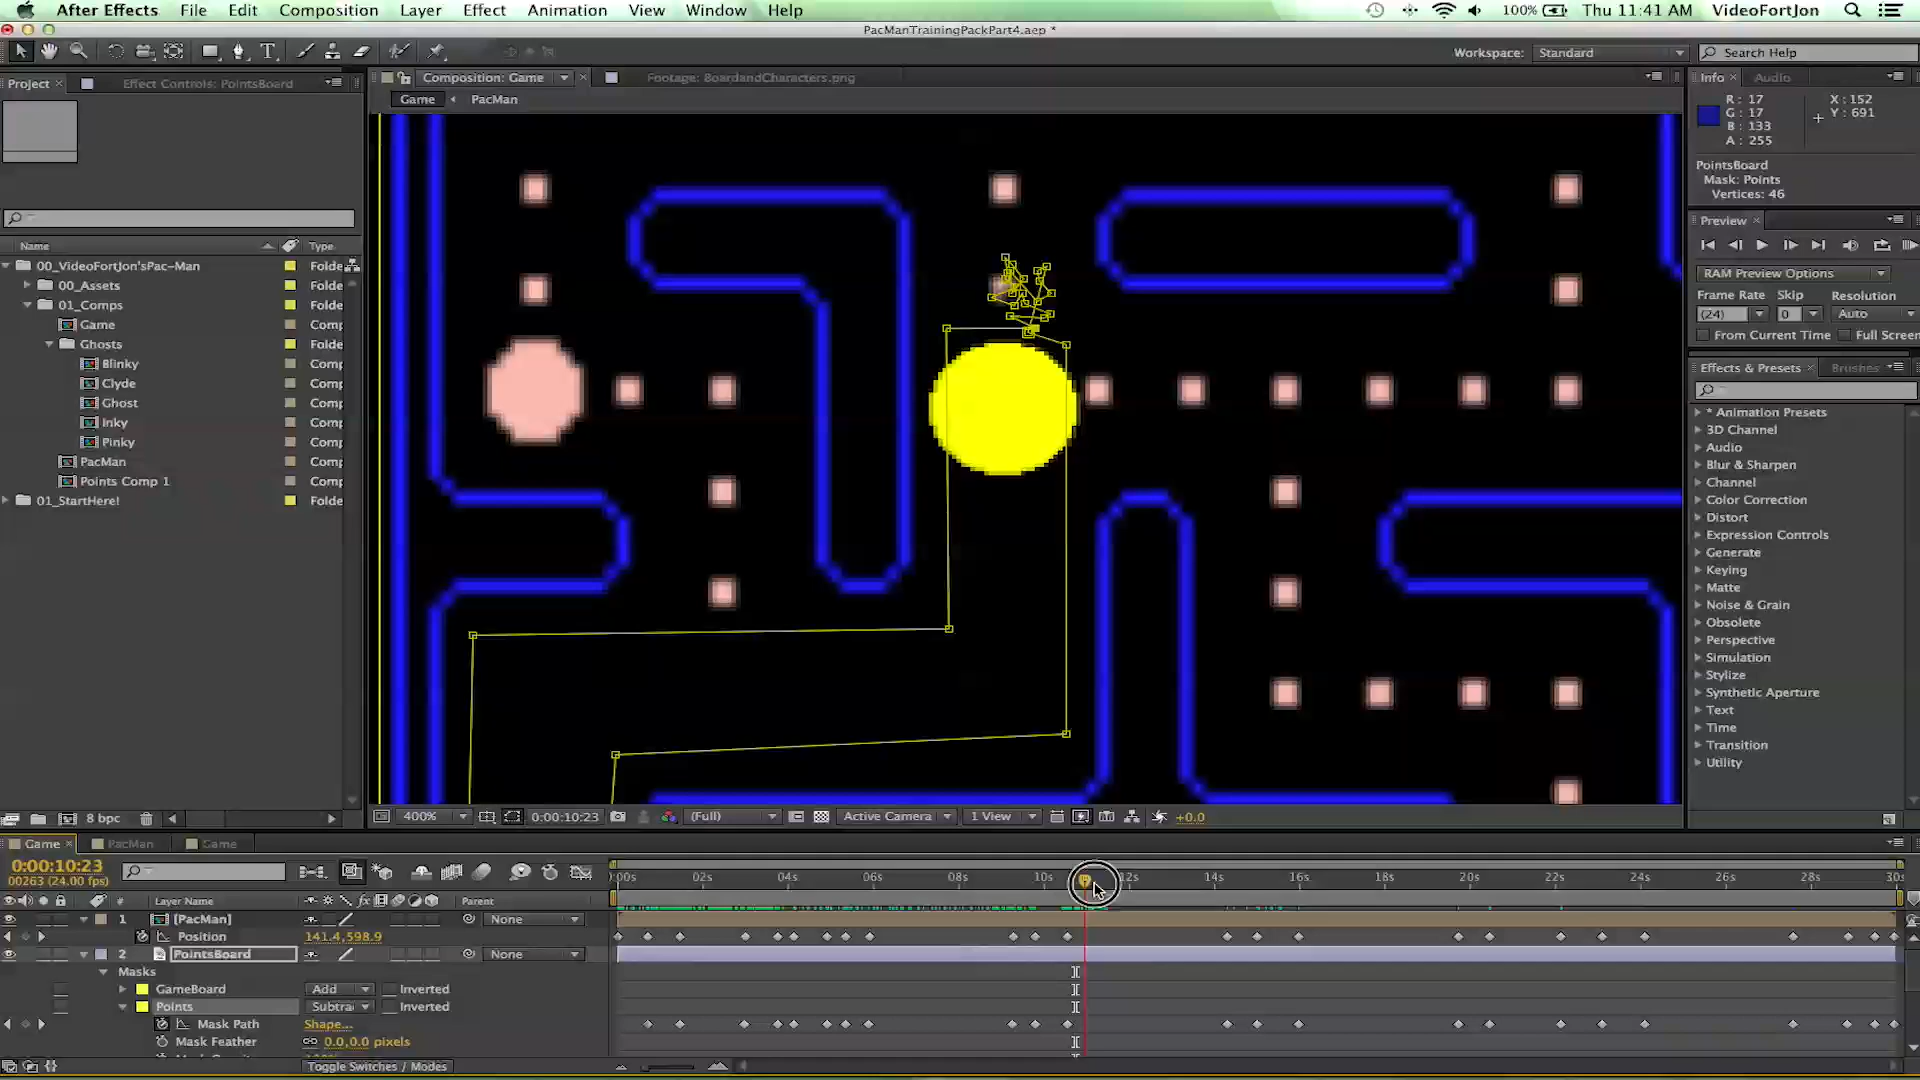 After Effects File Edit Composition Layer Effect Animation View Window Help 100% Thu 11:41 AM VideoFortJon
PacManTrainingPackPart4.aep *
Workspace: Standard Search Help
Project Effect Controls: PointsBoard Composition: Game Footage: BoardandCharacters.png Info Audio
Game PacMan
R: 17 X: 152
G: 17 Y: 691
B: 133
A: 255
PointsBoard
Mask: Points
Vertices: 46
Preview
RAM Preview Options
Frame Rate Skip Resolution
(24) 0 Auto
From Current Time Full Screen
Effects & Presets Brushes
* Animation Presets
3D Channel
Audio
Blur & Sharpen
Channel
Color Correction
Distort
Expression Controls
Generate
Keying
Matte
Noise & Grain
Obsolete
Perspective
Simulation
Stylize
Synthetic Aperture
Text
Time
Transition
Utility
Name Type
00_VideoFortJon'sPac-Man Folde
00_Assets Folde
01_Comps Folde
Game Comp
Ghosts Folde
Blinky Comp
Clyde Comp
Ghost Comp
Inky Comp
Pinky Comp
PacMan Comp
Points Comp 1 Comp
01_StartHere! Folde
8 bpc 400% 0:00:10:23 (Full) Active Camera 1 View +0.0
Game PacMan Game
0:00:10:23
00263 (24.00 fps)
:00s 02s 04s 06s 08s 10s 12s 14s 16s 18s 20s 22s 24s 26s 28s 30s
# Layer Name Parent
1 [PacMan] None
Position 141.4,598.9
2 PointsBoard None
Masks
GameBoard Add Inverted
Points Subtra Inverted
Mask Path Shape...
Mask Feather 0.0,0.0 pixels
Toggle Switches / Modes